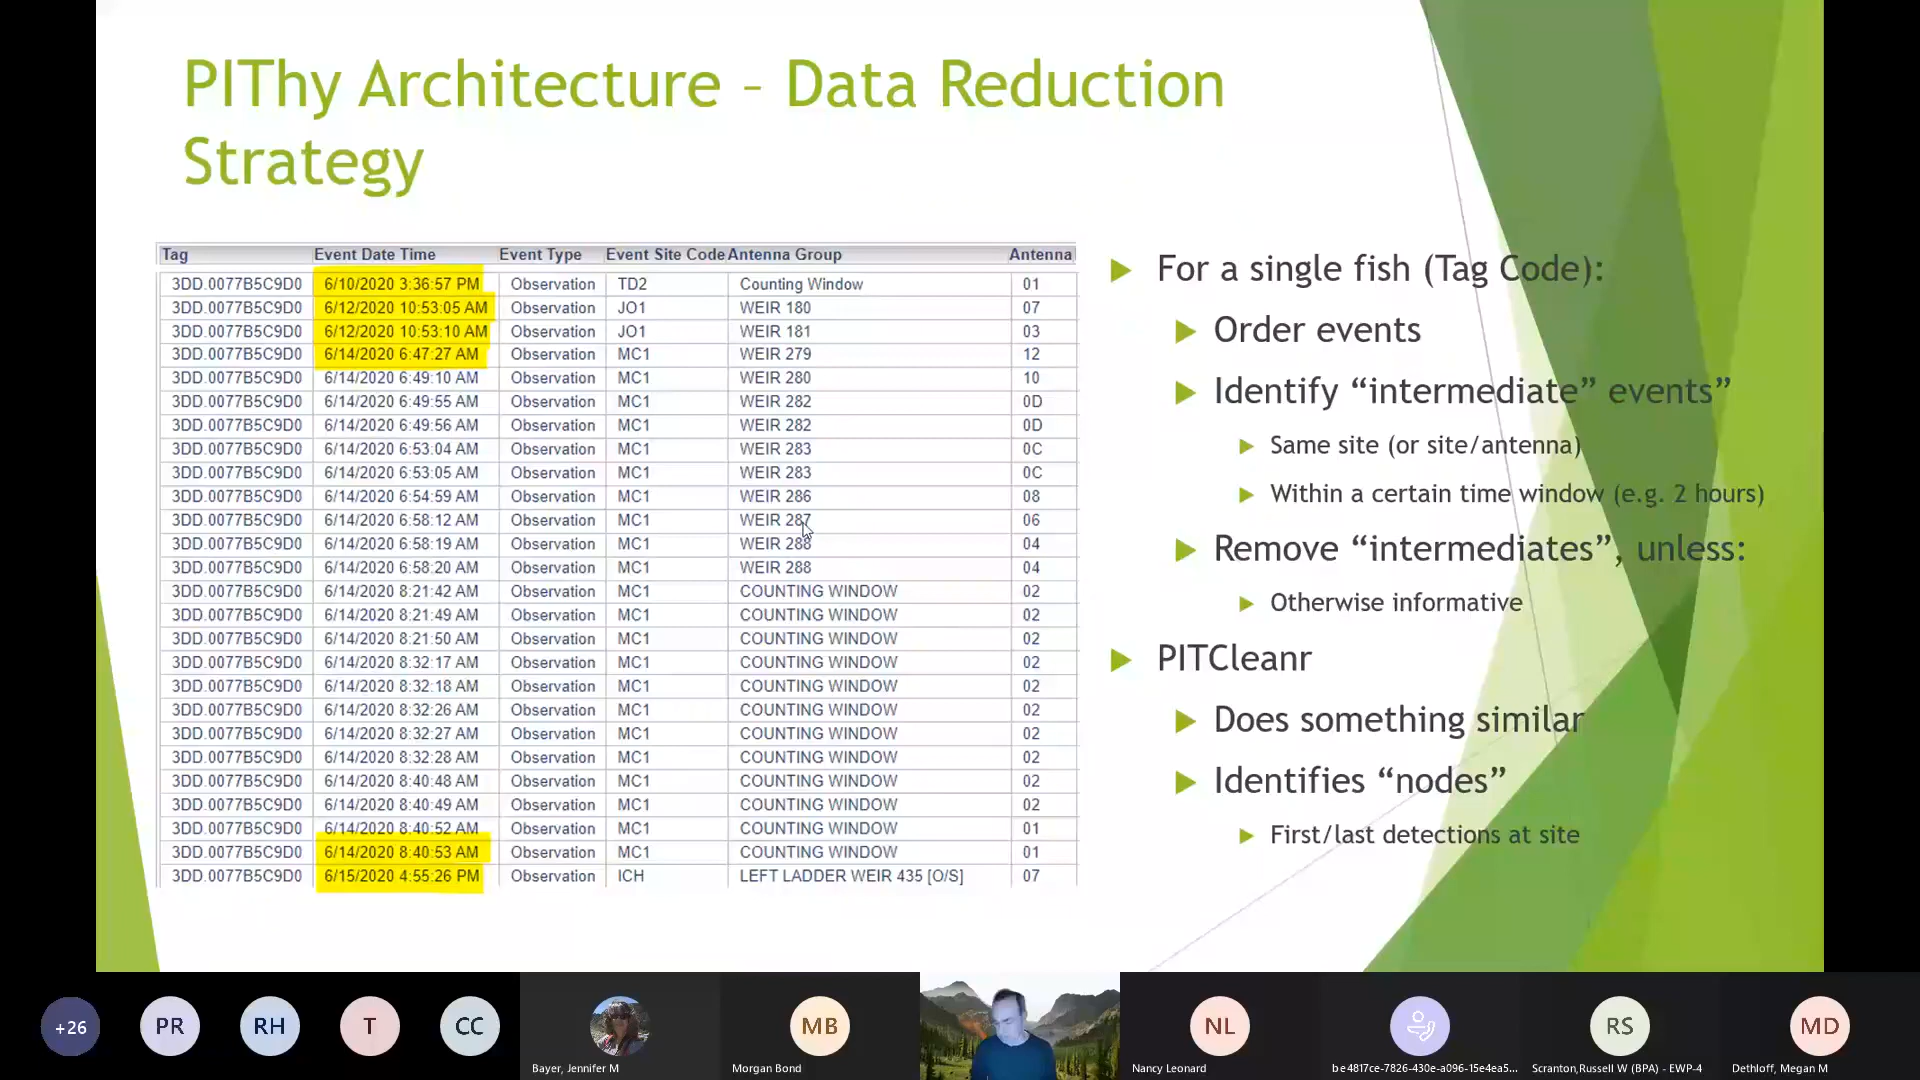 PIThy Architecture – Data Reduction
Strategy
Tag Event Date Time Event Type Event Site Code Antenna Group Antenna
3DD.0077B5C9D0 6/10/2020 3:36:57 PM Observation TD2 Counting Window 01
3DD.0077B5C9D0 6/12/2020 10:53:05 AM Observation JO1 WEIR 180 07
3DD.0077B5C9D0 6/12/2020 10:53:10 AM Observation JO1 WEIR 181 03
3DD.0077B5C9D0 6/14/2020 6:47:27 AM Observation MC1 WEIR 279 12
3DD.0077B5C9D0 6/14/2020 6:49:10 AM Observation MC1 WEIR 280 10
3DD.0077B5C9D0 6/14/2020 6:49:55 AM Observation MC1 WEIR 282 0D
3DD.0077B5C9D0 6/14/2020 6:49:56 AM Observation MC1 WEIR 282 0D
3DD.0077B5C9D0 6/14/2020 6:53:04 AM Observation MC1 WEIR 283 0C
3DD.0077B5C9D0 6/14/2020 6:53:05 AM Observation MC1 WEIR 283 0C
3DD.0077B5C9D0 6/14/2020 6:54:59 AM Observation MC1 WEIR 286 08
3DD.0077B5C9D0 6/14/2020 6:58:12 AM Observation MC1 WEIR 287 06
3DD.0077B5C9D0 6/14/2020 6:58:19 AM Observation MC1 WEIR 288 04
3DD.0077B5C9D0 6/14/2020 6:58:20 AM Observation MC1 WEIR 288 04
3DD.0077B5C9D0 6/14/2020 8:21:42 AM Observation MC1 COUNTING WINDOW 02
3DD.0077B5C9D0 6/14/2020 8:21:49 AM Observation MC1 COUNTING WINDOW 02
3DD.0077B5C9D0 6/14/2020 8:21:50 AM Observation MC1 COUNTING WINDOW 02
3DD.0077B5C9D0 6/14/2020 8:32:17 AM Observation MC1 COUNTING WINDOW 02
3DD.0077B5C9D0 6/14/2020 8:32:18 AM Observation MC1 COUNTING WINDOW 02
3DD.0077B5C9D0 6/14/2020 8:32:26 AM Observation MC1 COUNTING WINDOW 02
3DD.0077B5C9D0 6/14/2020 8:32:27 AM Observation MC1 COUNTING WINDOW 02
3DD.0077B5C9D0 6/14/2020 8:32:28 AM Observation MC1 COUNTING WINDOW 02
3DD.0077B5C9D0 6/14/2020 8:40:48 AM Observation MC1 COUNTING WINDOW 02
3DD.0077B5C9D0 6/14/2020 8:40:49 AM Observation MC1 COUNTING WINDOW 02
3DD.0077B5C9D0 6/14/2020 8:40:52 AM Observation MC1 COUNTING WINDOW 01
3DD.0077B5C9D0 6/14/2020 8:40:53 AM Observation MC1 COUNTING WINDOW 01
3DD.0077B5C9D0 6/15/2020 4:55:26 PM Observation ICH LEFT LADDER WEIR 435 [O/S] 07
For a single fish (Tag Code):
Order events
Identify “intermediate” events”
Same site (or site/antenna)
Within a certain time window (e.g. 2 hours)
Remove “intermediates”, unless:
Otherwise informative
PITCleanr
Does something similar
Identifies “nodes”
First/last detections at site
+26 PR RH T CC MB NL RS MD
Bayer, Jennifer M Morgan Bond Nancy Leonard be4817ce-7826-430e-a096-15e4ea5... Scranton,Russell W (BPA) - EWP-4 Dethloff, Megan M